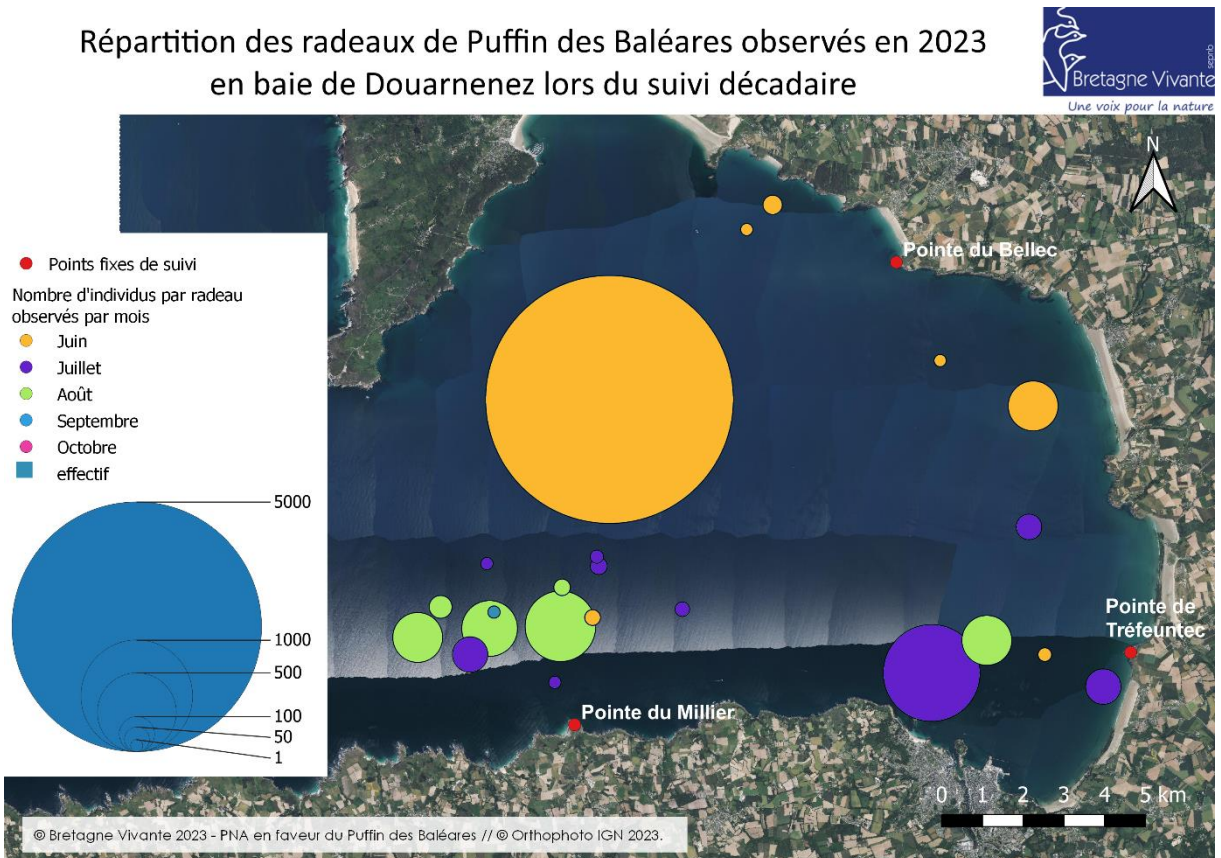 Répartition des radeaux de Puffin des Baléares observés en 2023
en baie de Douarnenez lors du suivi décadaire
sepnb
Bretagne Vivante
Une voix pour la nature
N
Pointe du Bellec
Points fixes de suivi
Nombre d'individus par radeau
observés par mois
Juin
Juillet
Août
Septembre
Octobre
effectif
5000
1000
500
100
50
1
Pointe de
Tréfeuntec
Pointe du Millier
0 1 2 3 4 5 km
© Bretagne Vivante 2023 - PNA en faveur du Puffin des Baléares // © Orthophoto IGN 2023.